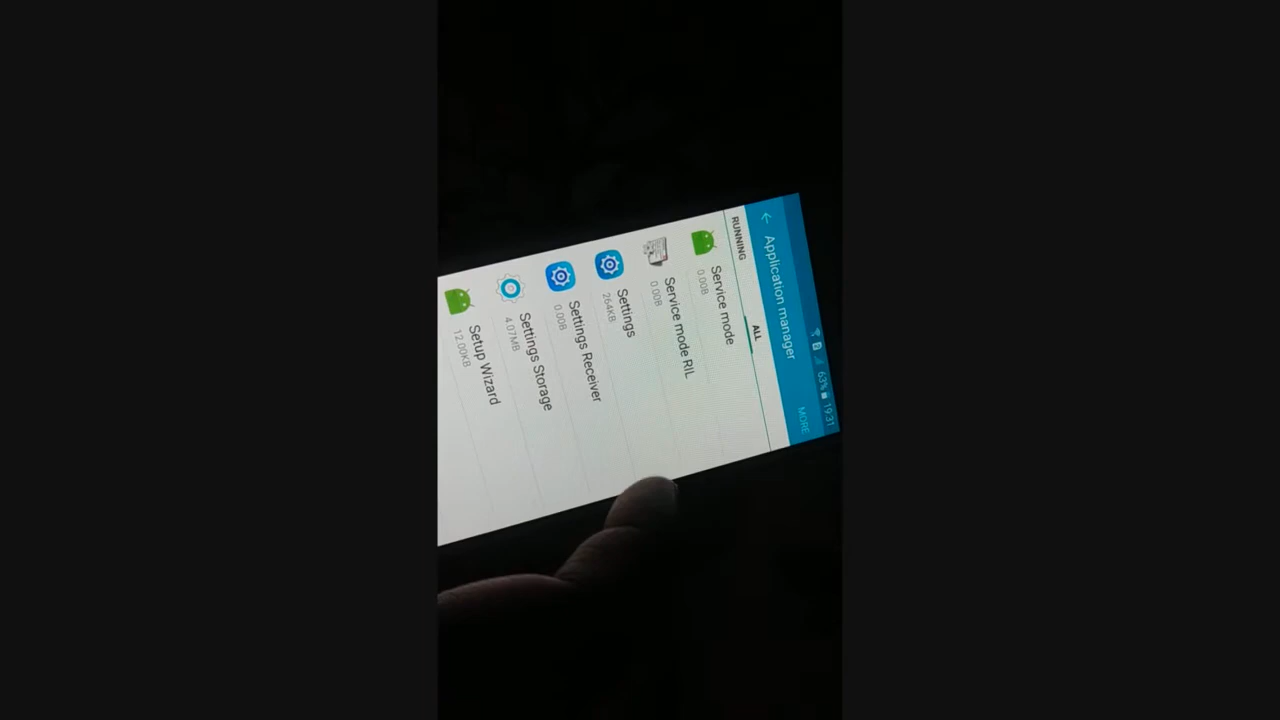 63% 19:31
Application manager MORE
RUNNING ALL
Service mode
0.00B
Service mode RIL
0.00B
Settings
264KB
Settings Receiver
0.00B
Settings Storage
4.07MB
Setup Wizard
12.00KB